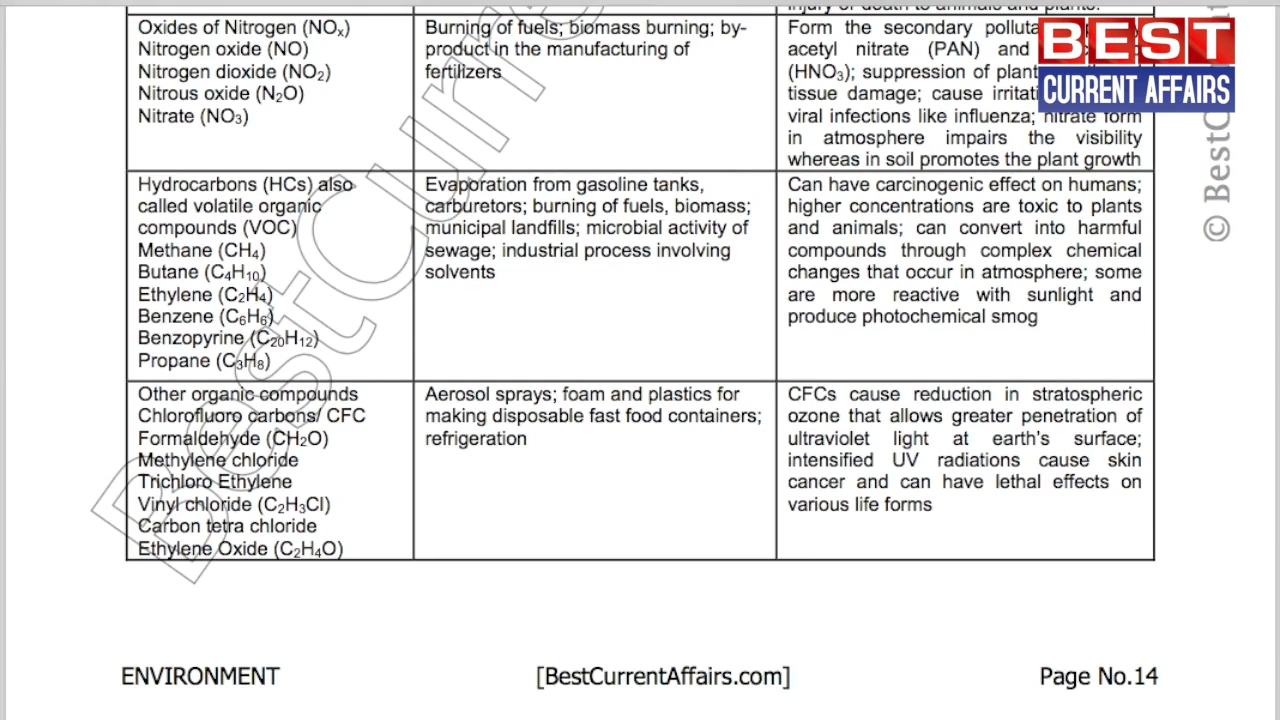 injury or death to animals and plants.
Oxides of Nitrogen (NOₓ)
Nitrogen oxide (NO)
Nitrogen dioxide (NO₂)
Nitrous oxide (N₂O)
Nitrate (NO₃)
Burning of fuels; biomass burning; by-
product in the manufacturing of
fertilizers
Form the secondary
acetyl nitrate (PAN) and
(HNO₃); suppression of plant
tissue damage; cause
viral infections like influenza; nitrate form
in atmosphere impairs the visibility
whereas in soil promotes the plant growth
Hydrocarbons (HCs) also
called volatile organic
compounds (VOC)
Methane (CH₄)
Butane (C₄H₁₀)
Ethylene (C₂H₄)
Benzene (C₆H₆)
Benzopyrine (C₂₀H₁₂)
Propane (C₃H₈)
Evaporation from gasoline tanks,
carburetors; burning of fuels, biomass;
municipal landfills; microbial activity of
sewage; industrial process involving
solvents
Can have carcinogenic effect on humans;
higher concentrations are toxic to plants
and animals; can convert into harmful
compounds through complex chemical
changes that occur in atmosphere; some
are more reactive with sunlight and
produce photochemical smog
Other organic compounds
Chlorofluoro carbons/ CFC
Formaldehyde (CH₂O)
Methylene chloride
Trichloro Ethylene
Vinyl chloride (C₂H₃Cl)
Carbon tetra chloride
Ethylene Oxide (C₂H₄O)
Aerosol sprays; foam and plastics for
making disposable fast food containers;
refrigeration
CFCs cause reduction in stratospheric
ozone that allows greater penetration of
ultraviolet light at earth's surface;
intensified UV radiations cause skin
cancer and can have lethal effects on
various life forms
BEST
CURRENT AFFAIRS
ENVIRONMENT
[BestCurrentAffairs.com]
Page No.14